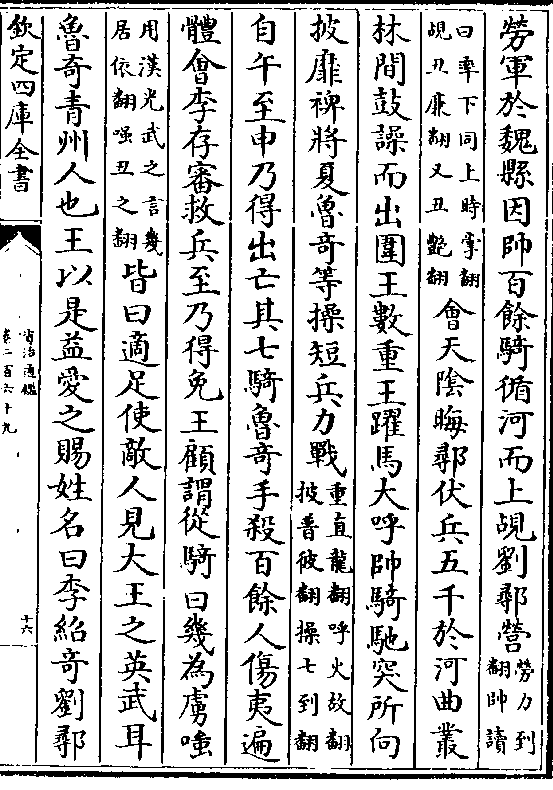 勞軍於魏縣因帥百餘騎循河而上覘劉鄩營勞力到翻帥讀
曰率下同上時掌翻覘丑廉翻又丑艷翻會天陰晦鄩伏兵五千於河曲叢
林間鼓譟而出圍王數重王躍馬大呼帥騎馳突所向
披靡裨將夏魯竒等操短兵力戰重直龍翻呼火故翻披普彼翻操七到翻
自午至申乃得出亡其七騎魯竒手殺百餘人傷夷遍
體㑹李存審救兵至乃得免王顧謂從騎曰幾為虜嗤
用漢光武之言幾居依翻嗤丑之翻皆曰適足使敵人見大王之英武耳
魯竒青州人也王以是益愛之賜姓名曰李紹竒劉鄩
欽定四庫全書
資治通鑑
卷二百六十九
十六